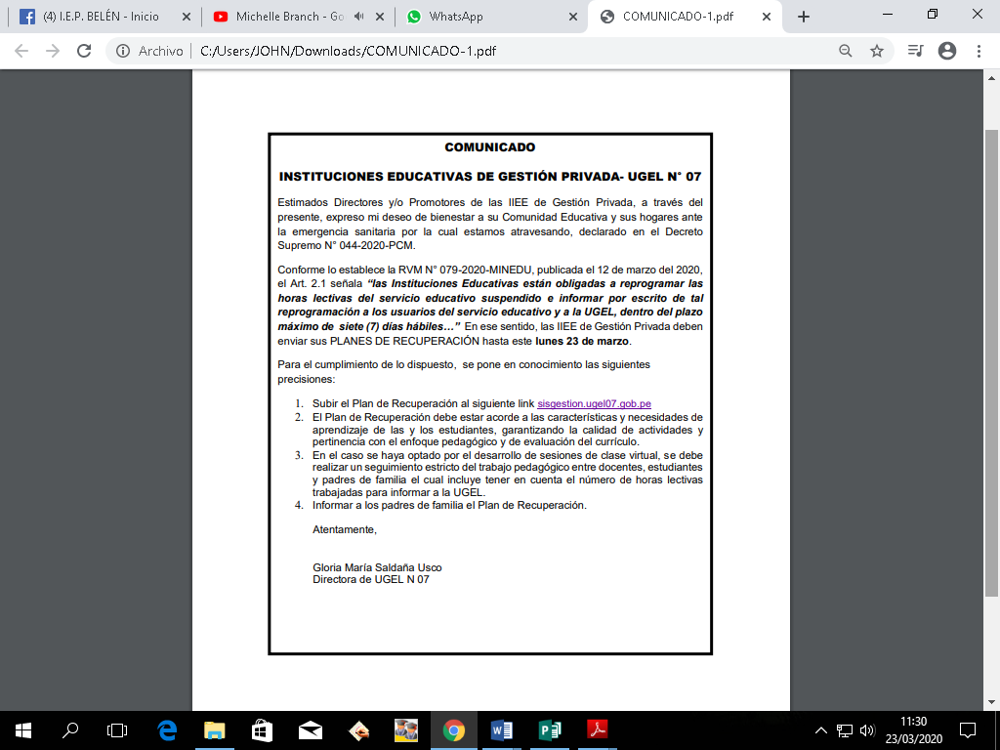 (4) I.E.P. BELÉN - Inicio
Michelle Branch - Go
WhatsApp
COMUNICADO-1.pdf
Archivo
C:/Users/JOHN/Downloads/COMUNICADO-1.pdf
COMUNICADO
INSTITUCIONES EDUCATIVAS DE GESTIÓN PRIVADA- UGEL N° 07
Estimados Directores y/o Promotores de las IIEE de Gestión Privada, a través del
presente, expreso mi deseo de bienestar a su Comunidad Educativa y sus hogares ante
la emergencia sanitaria por la cual estamos atravesando, declarado en el Decreto
Supremo N° 044-2020-PCM.
Conforme lo establece la RVM N° 079-2020-MINEDU, publicada el 12 de marzo del 2020,
el Art. 2.1 señala “las Instituciones Educativas están obligadas a reprogramar las
horas lectivas del servicio educativo suspendido e informar por escrito de tal
reprogramación a los usuarios del servicio educativo y a la UGEL, dentro del plazo
máximo de siete (7) días hábiles…” En ese sentido, las IIEE de Gestión Privada deben
enviar sus PLANES DE RECUPERACIÓN hasta este lunes 23 de marzo.
Para el cumplimiento de lo dispuesto, se pone en conocimiento las siguientes
precisiones:
1. Subir el Plan de Recuperación al siguiente link sisgestion.ugel07.gob.pe
2. El Plan de Recuperación debe estar acorde a las características y necesidades de
aprendizaje de las y los estudiantes, garantizando la calidad de actividades y
pertinencia con el enfoque pedagógico y de evaluación del currículo.
3. En el caso se haya optado por el desarrollo de sesiones de clase virtual, se debe
realizar un seguimiento estricto del trabajo pedagógico entre docentes, estudiantes
y padres de familia el cual incluye tener en cuenta el número de horas lectivas
trabajadas para informar a la UGEL.
4. Informar a los padres de familia el Plan de Recuperación.
Atentamente,
Gloria María Saldaña Usco
Directora de UGEL N 07
11:30
23/03/2020